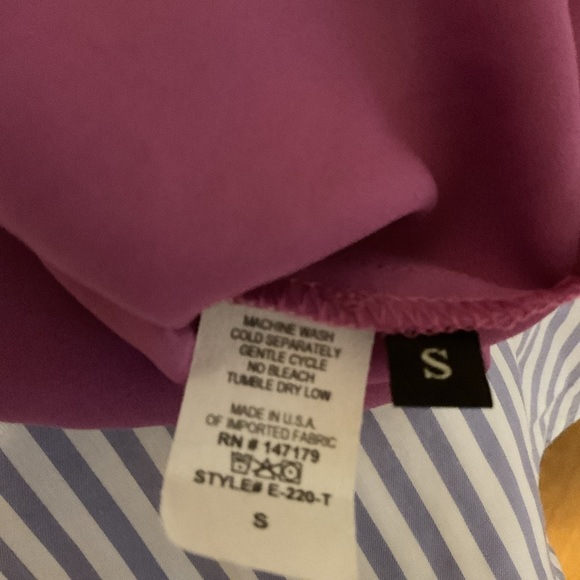 MACHINE WASH
COLD SEPARATELY
GENTLE CYCLE
NO BLEACH
TUMBLE DRY LOW
MADE IN U.S.A.
OF IMPORTED FABRIC
RN # 147179
STYLE# E-220-T
S
S